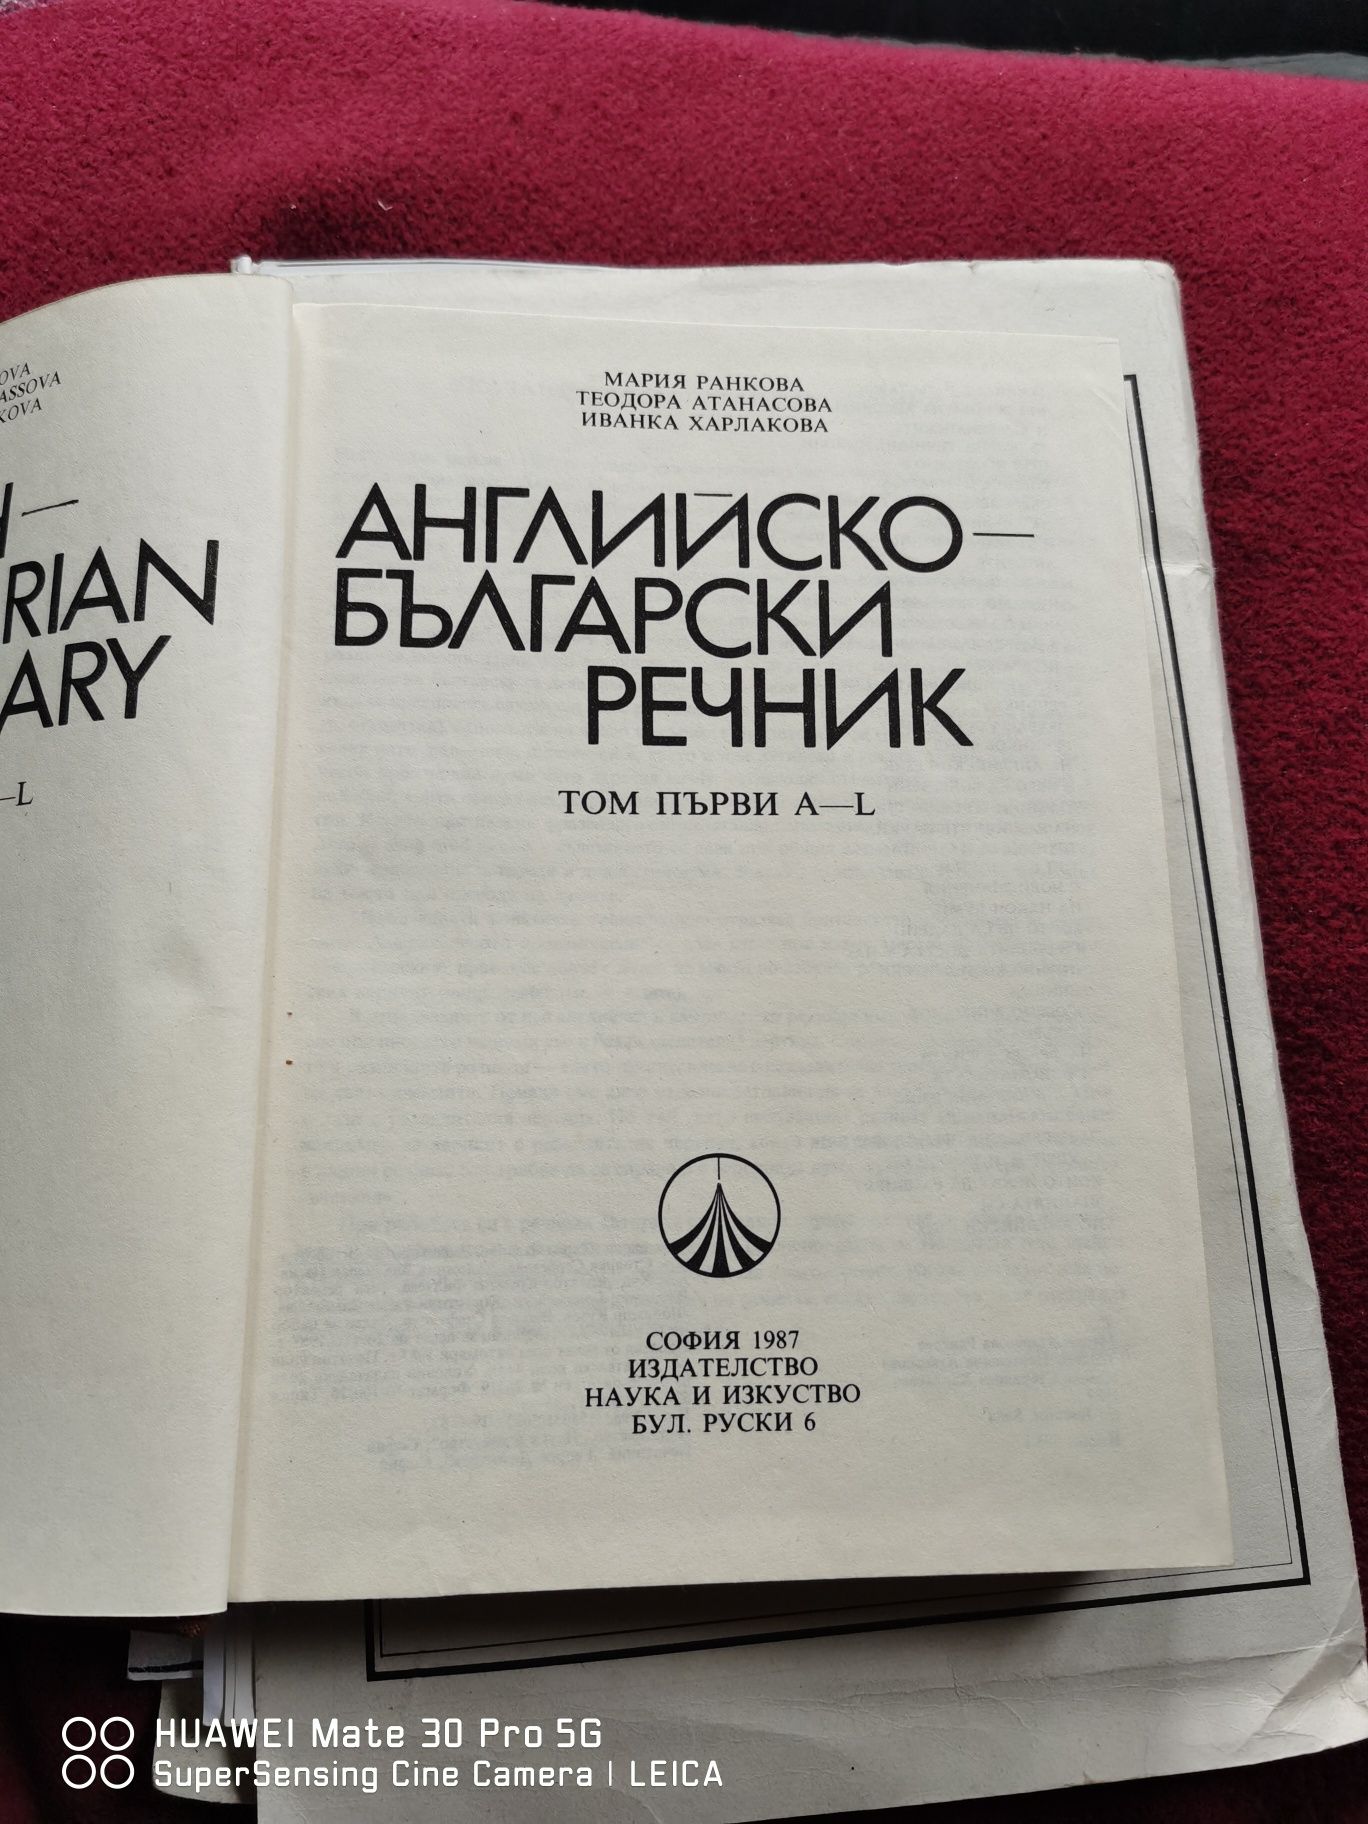 OVA
ASSOVA
KOVA
H—
RIAN
ARY
—L
МАРИЯ РАНКОВА
ТЕОДОРА АТАНАСОВА
ИВАНКА ХАРЛАКОВА
АНГЛИЙСКО—
БЪЛГАРСКИ
РЕЧНИК
ТОМ ПЪРВИ A—L
СОФИЯ 1987
ИЗДАТЕЛСТВО
НАУКА И ИЗКУСТВО
БУЛ. РУСКИ 6
HUAWEI Mate 30 Pro 5G
SuperSensing Cine Camera | LEICA